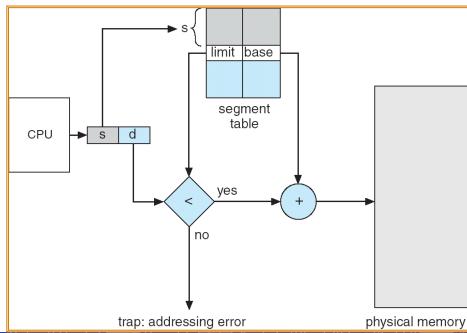 s
limit base
segment
table
CPU
s d
<
yes
+
no
trap: addressing error
physical memory